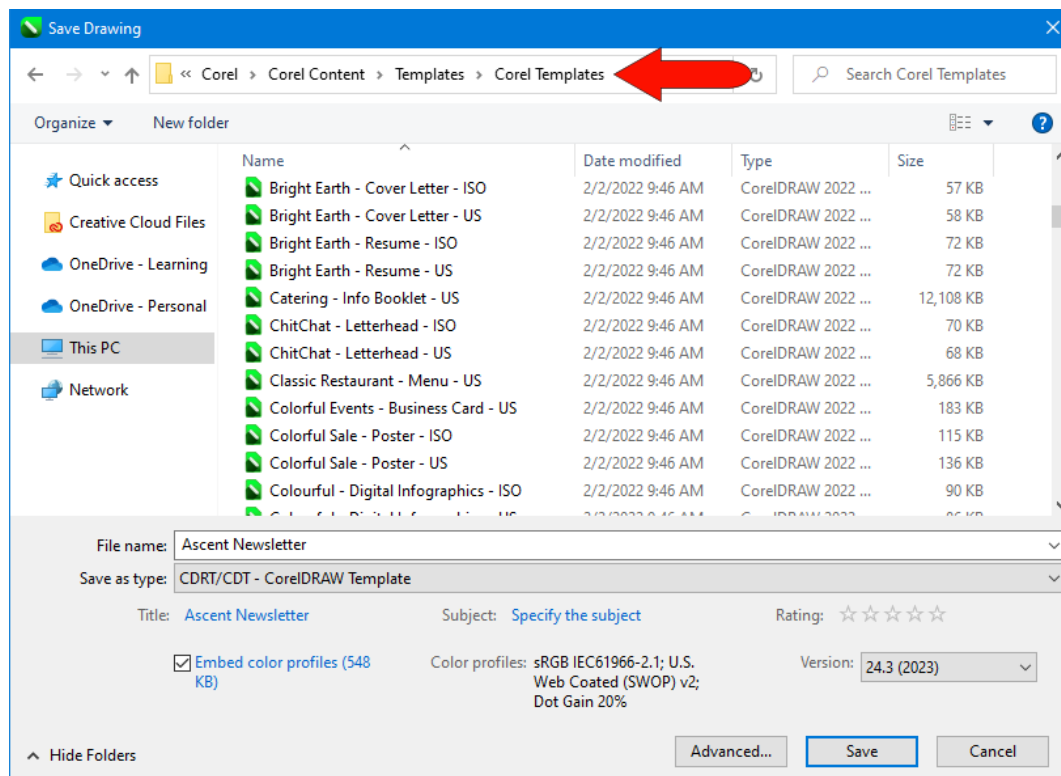 Save Drawing
« Corel > Corel Content > Templates > Corel Templates
Search Corel Templates
Organize
New folder
Name
Date modified
Type
Size
Quick access
Creative Cloud Files
OneDrive - Learning
OneDrive - Personal
This PC
Network
Bright Earth - Cover Letter - ISO 2/2/2022 9:46 AM CorelDRAW 2022 ... 57 KB
Bright Earth - Cover Letter - US 2/2/2022 9:46 AM CorelDRAW 2022 ... 58 KB
Bright Earth - Resume - ISO 2/2/2022 9:46 AM CorelDRAW 2022 ... 72 KB
Bright Earth - Resume - US 2/2/2022 9:46 AM CorelDRAW 2022 ... 72 KB
Catering - Info Booklet - US 2/2/2022 9:46 AM CorelDRAW 2022 ... 12,108 KB
ChitChat - Letterhead - ISO 2/2/2022 9:46 AM CorelDRAW 2022 ... 70 KB
ChitChat - Letterhead - US 2/2/2022 9:46 AM CorelDRAW 2022 ... 68 KB
Classic Restaurant - Menu - US 2/2/2022 9:46 AM CorelDRAW 2022 ... 5,866 KB
Colorful Events - Business Card - US 2/2/2022 9:46 AM CorelDRAW 2022 ... 183 KB
Colorful Sale - Poster - ISO 2/2/2022 9:46 AM CorelDRAW 2022 ... 115 KB
Colorful Sale - Poster - US 2/2/2022 9:46 AM CorelDRAW 2022 ... 136 KB
Colourful - Digital Infographics - ISO 2/2/2022 9:46 AM CorelDRAW 2022 ... 90 KB
File name: Ascent Newsletter
Save as type: CDRT/CDT - CorelDRAW Template
Title: Ascent Newsletter
Subject: Specify the subject
Rating:
Embed color profiles (548
KB)
Color profiles: sRGB IEC61966-2.1; U.S.
Web Coated (SWOP) v2;
Dot Gain 20%
Version: 24.3 (2023)
Hide Folders
Advanced...
Save
Cancel